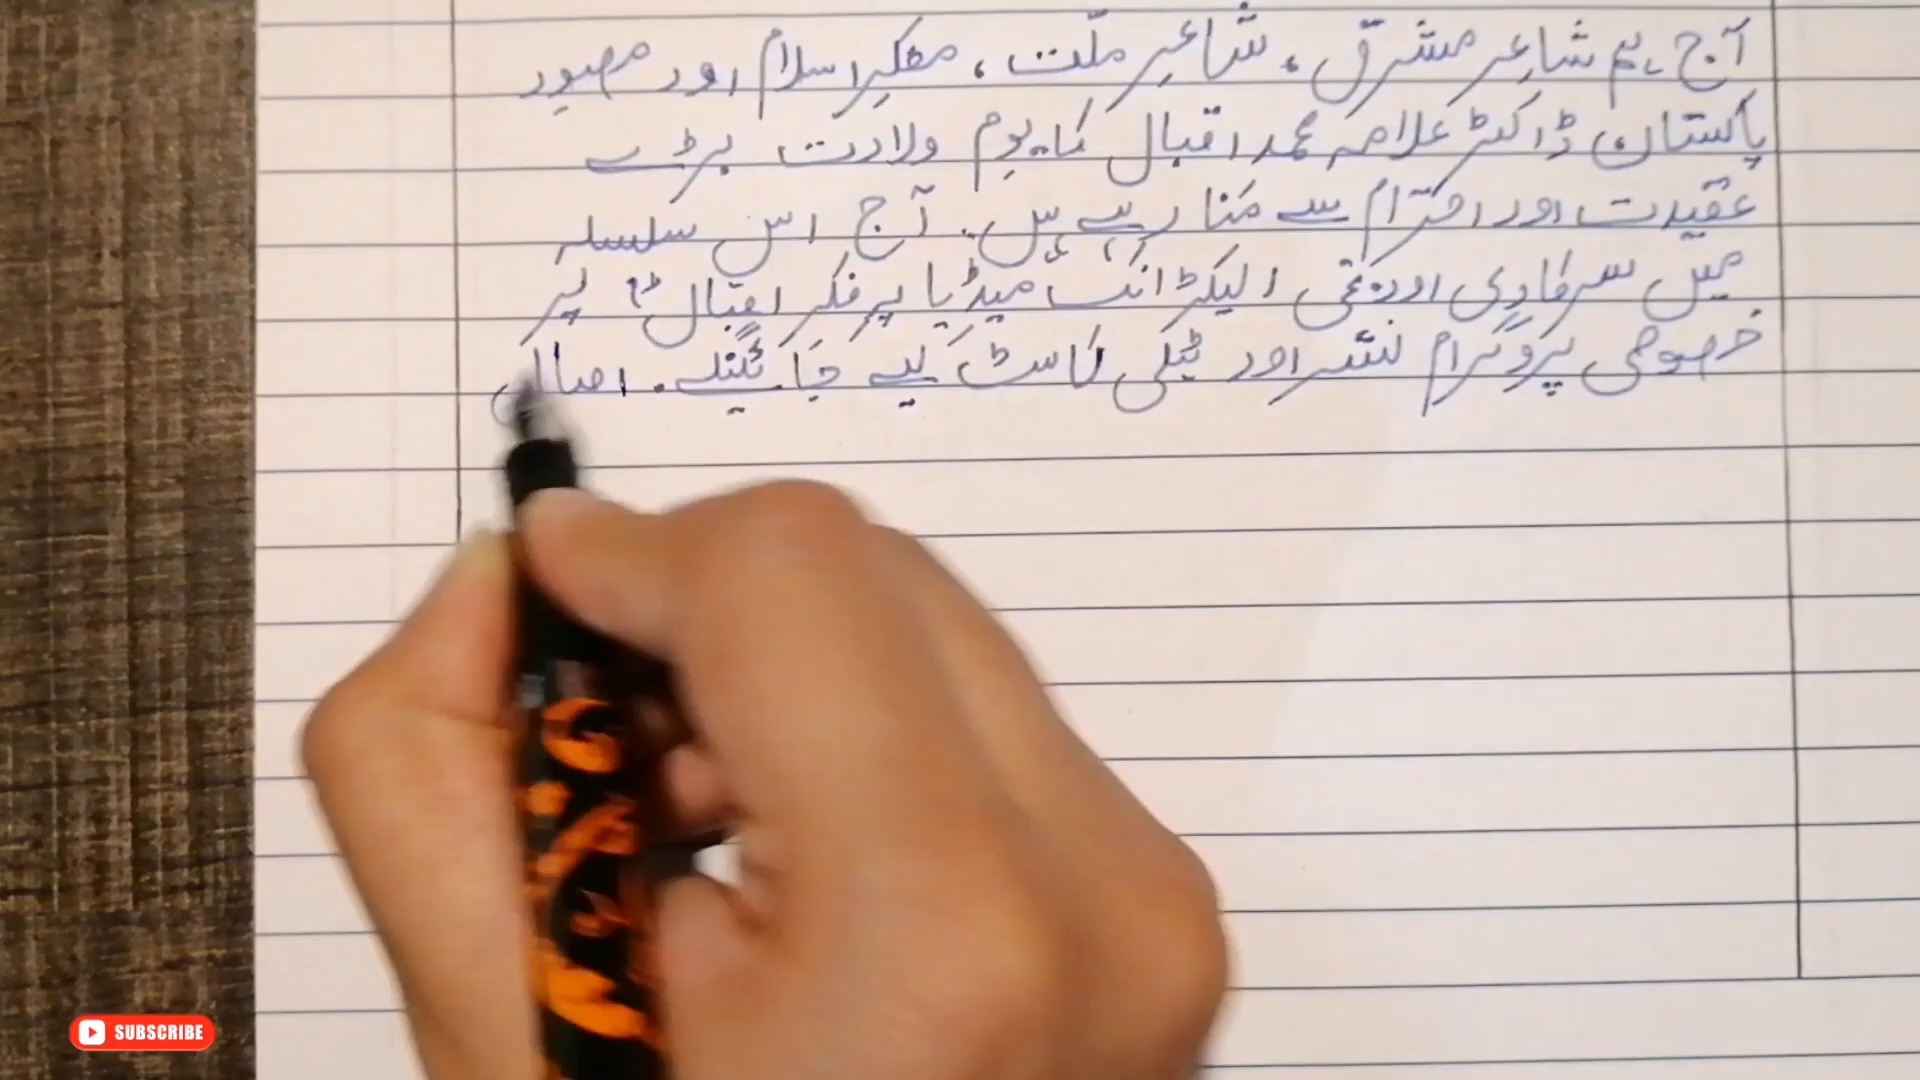 آج ہم شاعرِ مشرق، شاعرِ ملّت، مفکرِ اسلام اور مصور
پاکستان ڈاکٹر علامہ محمد اقبال کا یومِ ولادت بڑے
عقیدت اور احترام سے منا رہے ہیں۔ آج اس سلسلہ
میں سرکاری اور نجی الیکڑانک میڈیا پر فکر اقبالؒ پر
خصوصی پروگرام نشر اور ٹیلی کاسٹ کیے جائینگے۔
SUBSCRIBE